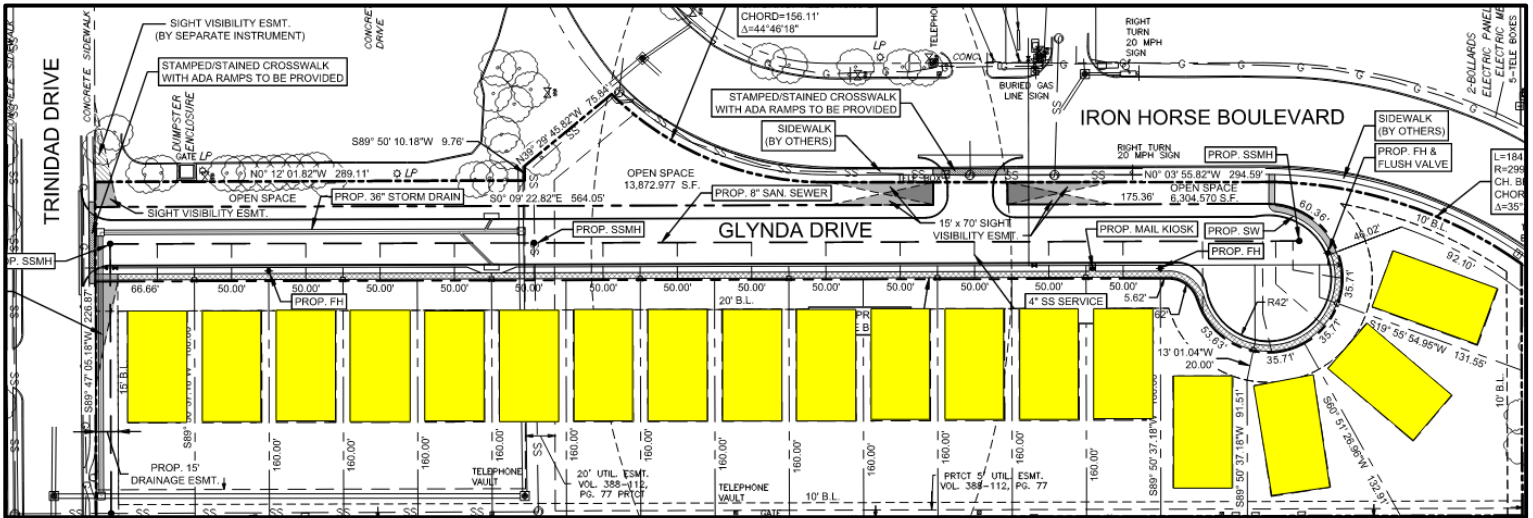 SIGHT VISIBILITY ESMT.
(BY SEPARATE INSTRUMENT)
STAMPED/STAINED CROSSWALK
WITH ADA RAMPS TO BE PROVIDED
TRINIDAD DRIVE
CONCRETE SIDEWALK
CONCRETE SIDEWALK
DRIVE
DUMPSTER
ENCLOSURE
GATE
LP
LP
N0° 12' 01.82"W 289.11'
OPEN SPACE
SIGHT VISIBILITY ESMT.
PROP. 36" STORM DRAIN
S89° 50' 10.18"W 9.76'
N39° 29' 45.82"W 75.84'
S0° 09' 22.82"E 564.05'
CHORD=156.11'
Δ=44°46'18"
LP
STAMPED/STAINED CROSSWALK
WITH ADA RAMPS TO BE PROVIDED
SIDEWALK
(BY OTHERS)
OPEN SPACE
13,872.977 S.F.
PROP. 8" SAN. SEWER
PROP. SSMH
GLYNDA DRIVE
15' x 70' SIGHT
VISIBILITY ESMT.
BURIED GAS
LINE SIGN
RIGHT
TURN
20 MPH
SIGN
IRON HORSE BOULEVARD
2-BOLLARDS
ELECTRIC PANEL
5-TELE BOXES
SIDEWALK
(BY OTHERS)
RIGHT TURN
20 MPH SIGN
PROP. SSMH
PROP. FH &
FLUSH VALVE
N0° 03' 55.82"W 294.59'
175.36'
OPEN SPACE
6,304.570 S.F.
PROP. MAIL KIOSK
PROP. SW
PROP. FH
60.36'
46.02'
10' B.L.
92.10'
35.71'
35.71'
35.71'
53.63'
R42'
S19° 55' 54.95"W 131.55'
S60° 51' 26.96"W 132.91'
13' 01.04"W
20.00'
66.66'
50.00'
50.00'
50.00'
50.00'
50.00'
50.00'
50.00'
50.00'
50.00'
50.00'
50.00'
50.00'
50.00'
5.62'
PROP. FH
20' B.L.
4" SS SERVICE
S89° 47' 05.18"W 226.87'
15' B.L.
160.00'
160.00'
160.00'
160.00'
160.00'
160.00'
160.00'
160.00'
160.00'
160.00'
160.00'
160.00'
S89° 50' 37.18"W
S89° 50' 37.18"W 91.51'
10' B.L.
PROP. 15'
DRAINAGE ESMT.
TELEPHONE
VAULT
20' UTIL. ESMT.
VOL. 388-112,
PG. 77 PRTCT
TELEPHONE
VAULT
GATE
10' B.L.
PRTCT 5' UTIL. ESMT.
VOL. 388-112, PG. 77